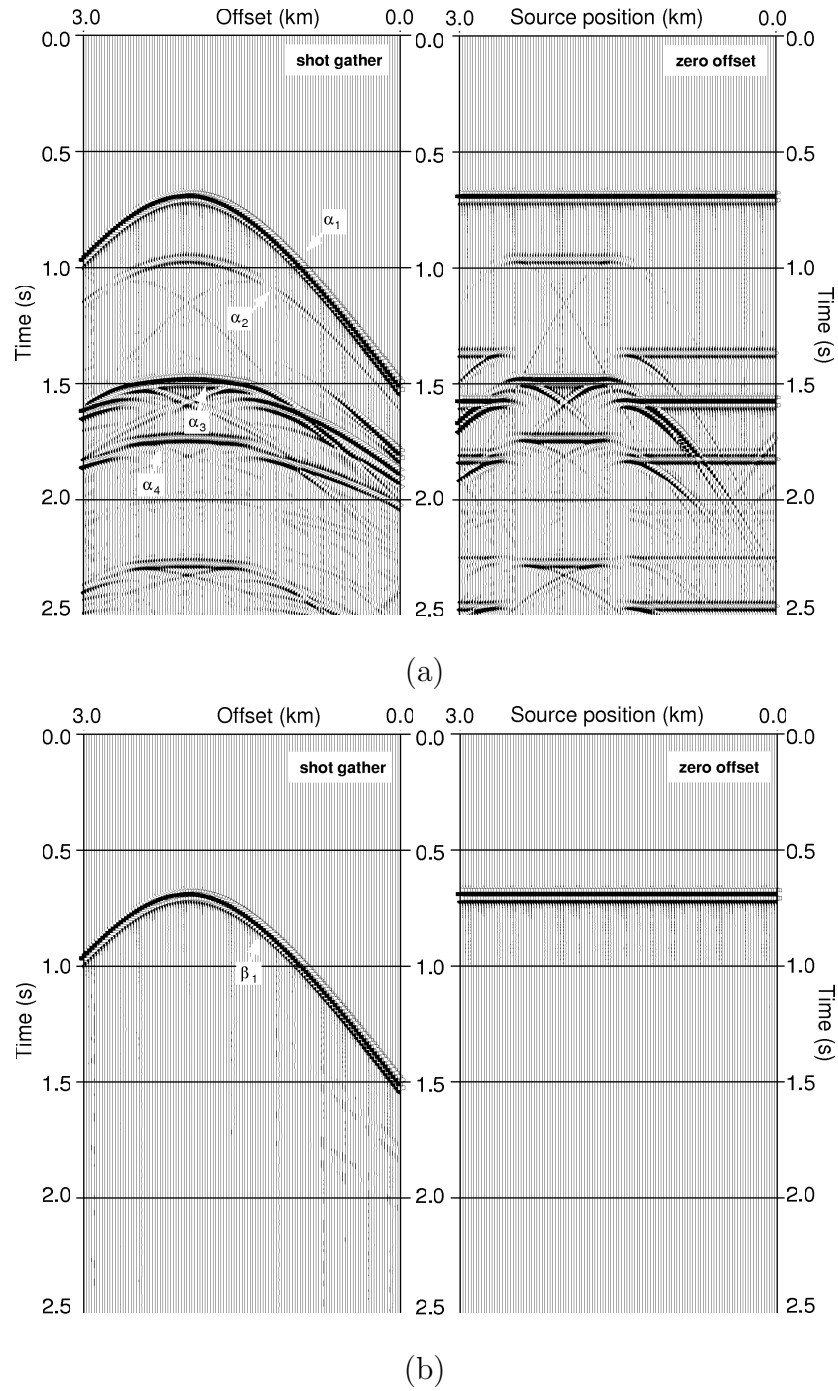 3.0 Offset (km) 0.0 3.0 Source position (km) 0.0
0.0 0.0 0.0
shot gather zero offset
0.5 0.5 0.5
α1
1.0 1.0 1.0
α2
Time (s) Time (s)
1.5 1.5 1.5
α3
α4
2.0 2.0 2.0
2.5 2.5 2.5
(a)
3.0 Offset (km) 0.0 3.0 Source position (km) 0.0
0.0 0.0 0.0
shot gather zero offset
0.5 0.5 0.5
β1
1.0 1.0 1.0
Time (s) Time (s)
1.5 1.5 1.5
2.0 2.0 2.0
2.5 2.5 2.5
(b)